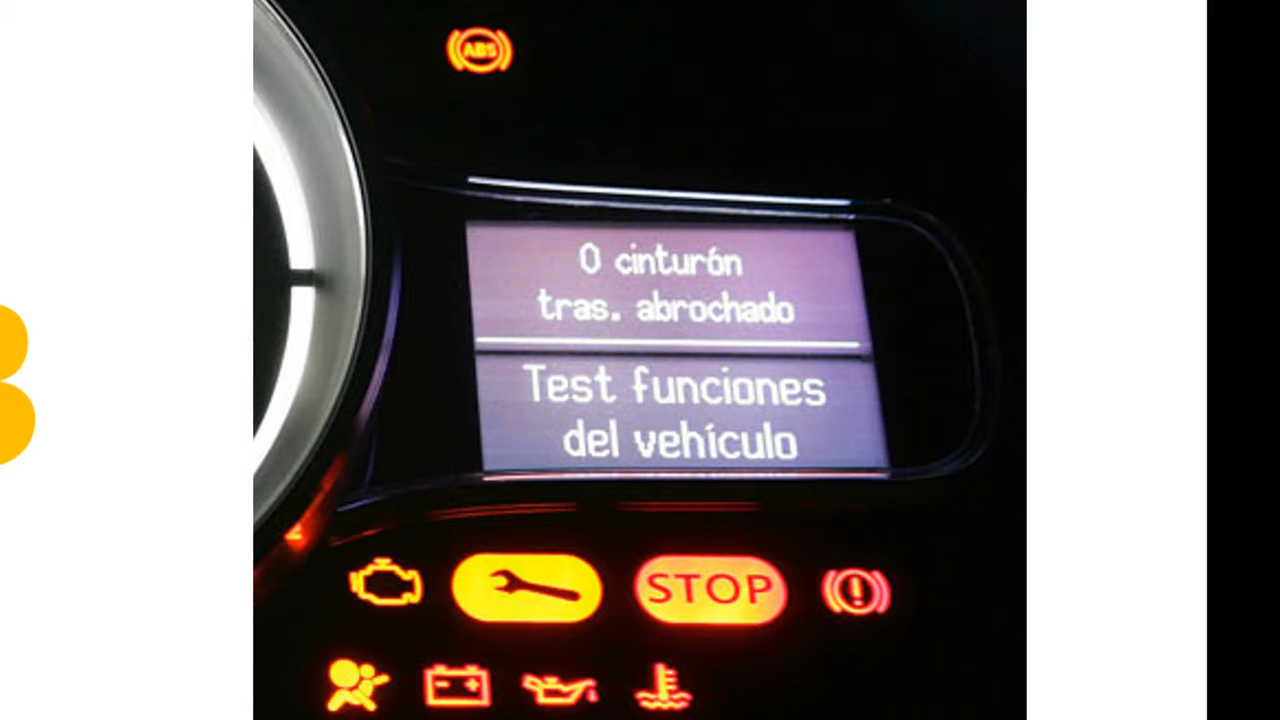 ABS
0 cinturón
tras. abrochado
Test funciones
del vehículo
STOP